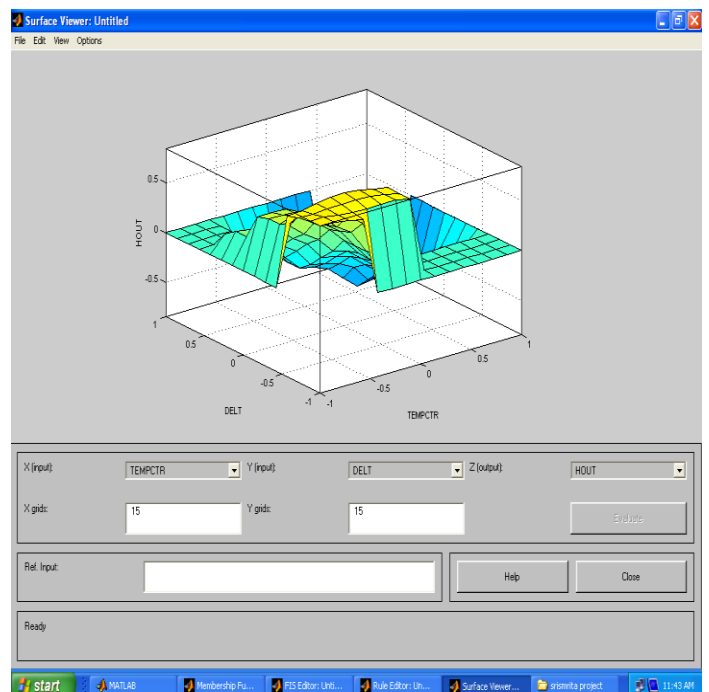 Surface Viewer: Untitled
File Edit View Options
0.5
0
-0.5
HOUT
1
0.5
0
-0.5
-1
DELT
-1
-0.5
0
0.5
1
TEMPCTR
X (input): TEMPCTR Y (input): DELT Z (output): HOUT
X grids: 15 Y grids: 15 Evaluate
Ref. Input: Help Close
Ready
start MATLAB Membership Fu... FIS Editor: Unti... Rule Editor: Un... Surface Viewer... srismrita project 11:43 AM